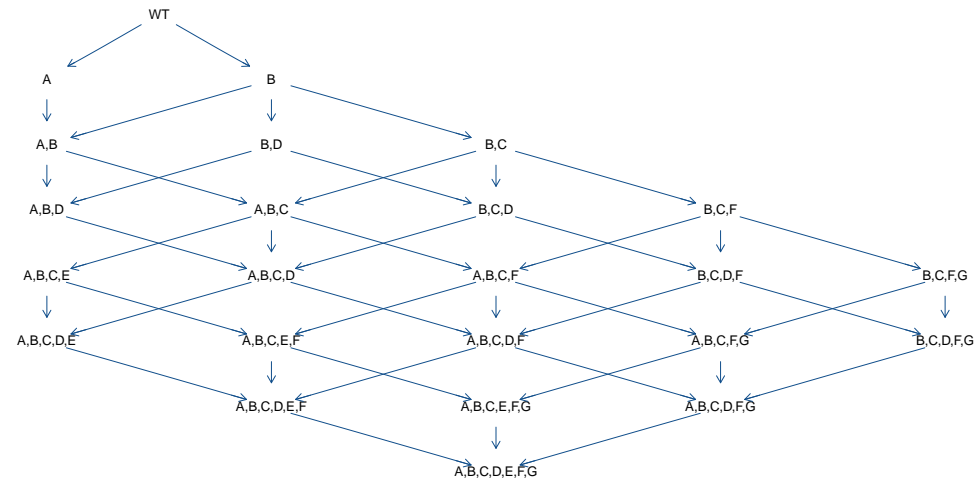 WT
A B
A,B B,D B,C
A,B,D A,B,C B,C,D B,C,F
A,B,C,E A,B,C,D A,B,C,F B,C,D,F B,C,F,G
A,B,C,D,E A,B,C,E,F A,B,C,D,F A,B,C,F,G B,C,D,F,G
A,B,C,D,E,F A,B,C,E,F,G A,B,C,D,F,G
A,B,C,D,E,F,G